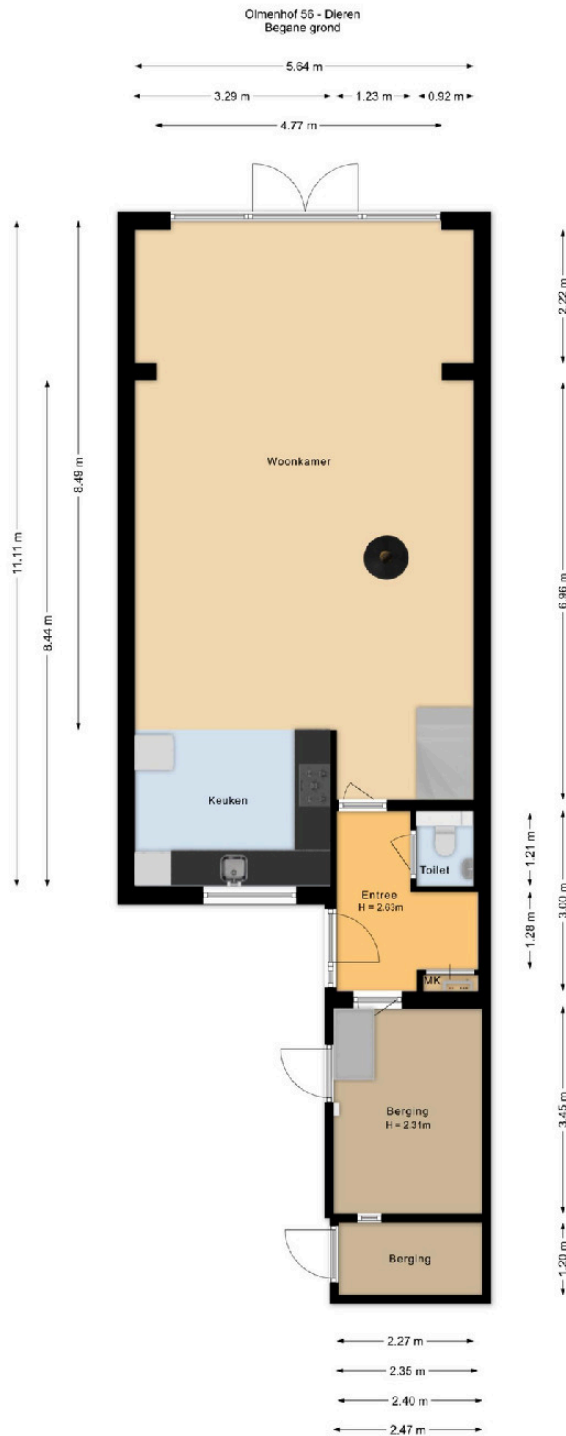 Olmenhof 56 - Dieren
Begane grond
5.64 m
3.29 m
1.23 m
0.92 m
4.77 m
2.22 m
8.49 m
11.11 m
8.44 m
6.96 m
Woonkamer
Keuken
Toilet
1.21 m
3.60 m
Entree
H = 2.63m
1.28 m
MK
Berging
H = 2.31m
3.45 m
Berging
1.20 m
2.27 m
2.35 m
2.40 m
2.47 m